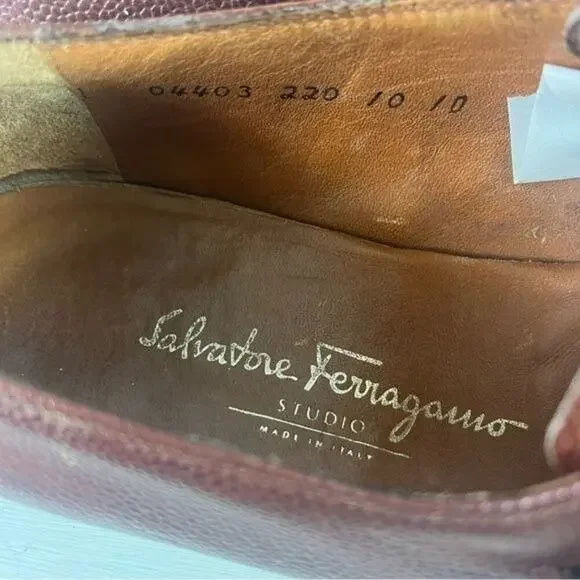 04403 220 10 1D
Salvatore Ferragamo
STUDIO
MADE IN ITALY